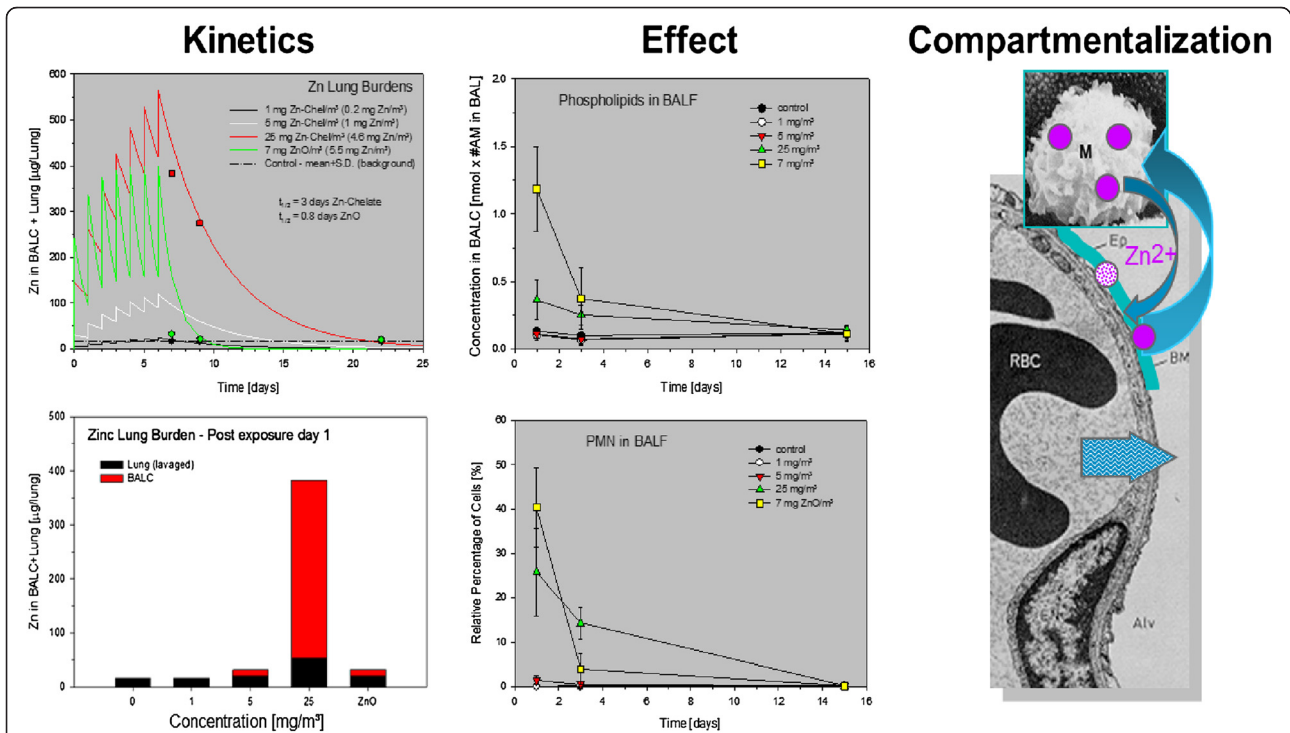 Kinetics
Effect
Compartmentalization
Zn Lung Burdens
1 mg Zn-Chel/m³ (0.2 mg Zn/m³)
5 mg Zn-Chel/m³ (1 mg Zn/m³)
25 mg Zn-Chel/m³ (4.6 mg Zn/m³)
7 mg ZnO/m³ (5.5 mg Zn/m³)
Control - mean+S.D. (background)
t1/2 = 3 days Zn-Chelate
t1/2 = 0.8 days ZnO
Zn in BALC + Lung [µg/Lung]
600
500
400
300
200
100
0
0 5 10 15 20 25
Time [days]
Phospholipids in BALF
control
1 mg/m³
5 mg/m³
25 mg/m³
7 mg/m³
Concentration in BALC [nmol x #AM in BAL]
2.0
1.5
1.0
0.5
0.0
0 2 4 6 8 10 12 14 16
Time [days]
Zinc Lung Burden - Post exposure day 1
Lung (lavaged)
BALC
Zn in BALC+Lung [µg/lung]
500
400
300
200
100
0
0 1 5 25 ZnO
Concentration [mg/m³]
PMN in BALF
control
1 mg/m³
5 mg/m³
25 mg/m³
7 mg ZnO/m³
Relative Percentage of Cells [%]
60
50
40
30
20
10
0
0 2 4 6 8 10 12 14 16
Time [days]
M
Ep
Zn2+
RBC
BM
Alv